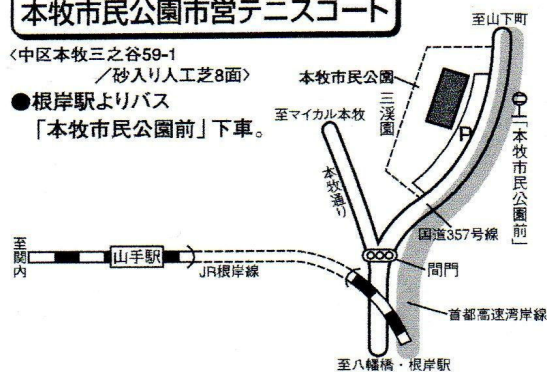 本牧市民公園市営テニスコート
〈中区本牧三之谷59-1
／砂入り人工芝8面〉
●根岸駅よりバス
「本牧市民公園前」下車。
至山下町
本牧市民公園
三渓園
至マイカル本牧
P
「本牧市民公園前」
本牧通り
国道357号線
至関内
山手駅
JR根岸線
間門
首都高速湾岸線
至八幡橋・根岸駅